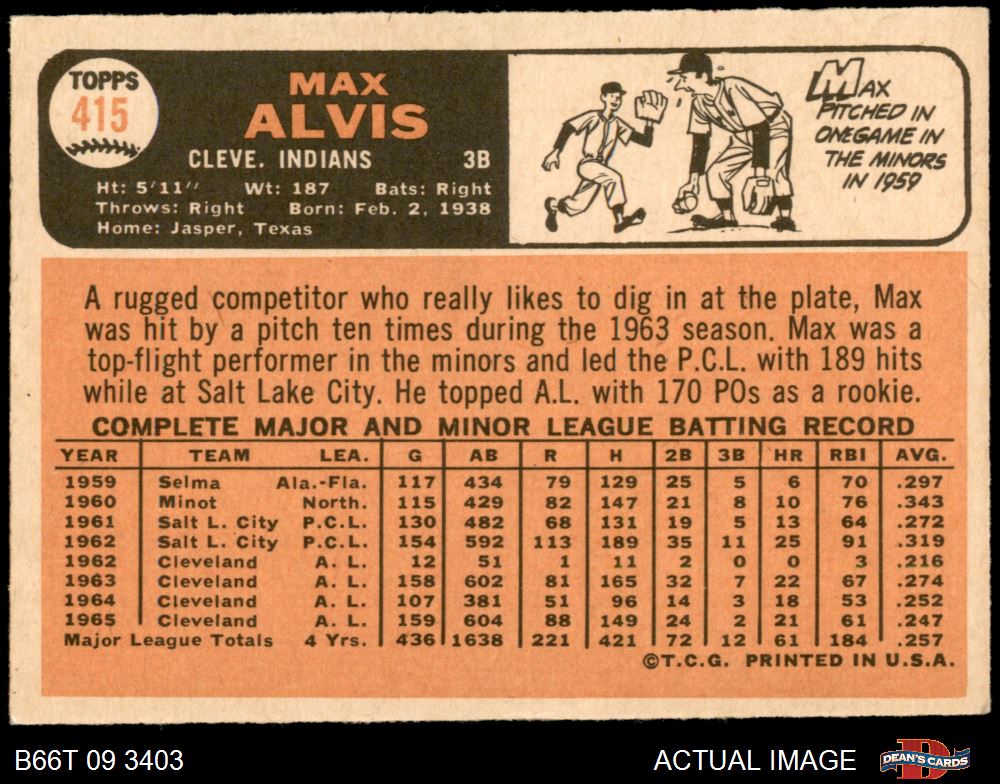 TOPPS
415
MAX
ALVIS
CLEVE. INDIANS 3B
Ht: 5'11" Wt: 187 Bats: Right
Throws: Right Born: Feb. 2, 1938
Home: Jasper, Texas
MAX
PITCHED IN
ONE GAME IN
THE MINORS
IN 1959
A rugged competitor who really likes to dig in at the plate, Max
was hit by a pitch ten times during the 1963 season. Max was a
top-flight performer in the minors and led the P.C.L. with 189 hits
while at Salt Lake City. He topped A.L. with 170 POs as a rookie.
COMPLETE MAJOR AND MINOR LEAGUE BATTING RECORD
YEAR TEAM LEA. G AB R H 2B 3B HR RBI AVG.
1959 Selma Ala.-Fla. 117 434 79 129 25 5 6 70 .297
1960 Minot North. 115 429 82 147 21 8 10 76 .343
1961 Salt L. City P.C.L. 130 482 68 131 19 5 13 64 .272
1962 Salt L. City P.C.L. 154 592 113 189 35 11 25 91 .319
1962 Cleveland A. L. 12 51 1 11 2 0 0 3 .216
1963 Cleveland A. L. 158 602 81 165 32 7 22 67 .274
1964 Cleveland A. L. 107 381 51 96 14 3 18 53 .252
1965 Cleveland A. L. 159 604 88 149 24 2 21 61 .247
Major League Totals 4 Yrs. 436 1638 221 421 72 12 61 184 .257
©T.C.G. PRINTED IN U.S.A.
B66T 09 3403 ACTUAL IMAGE DEAN'S CARDS